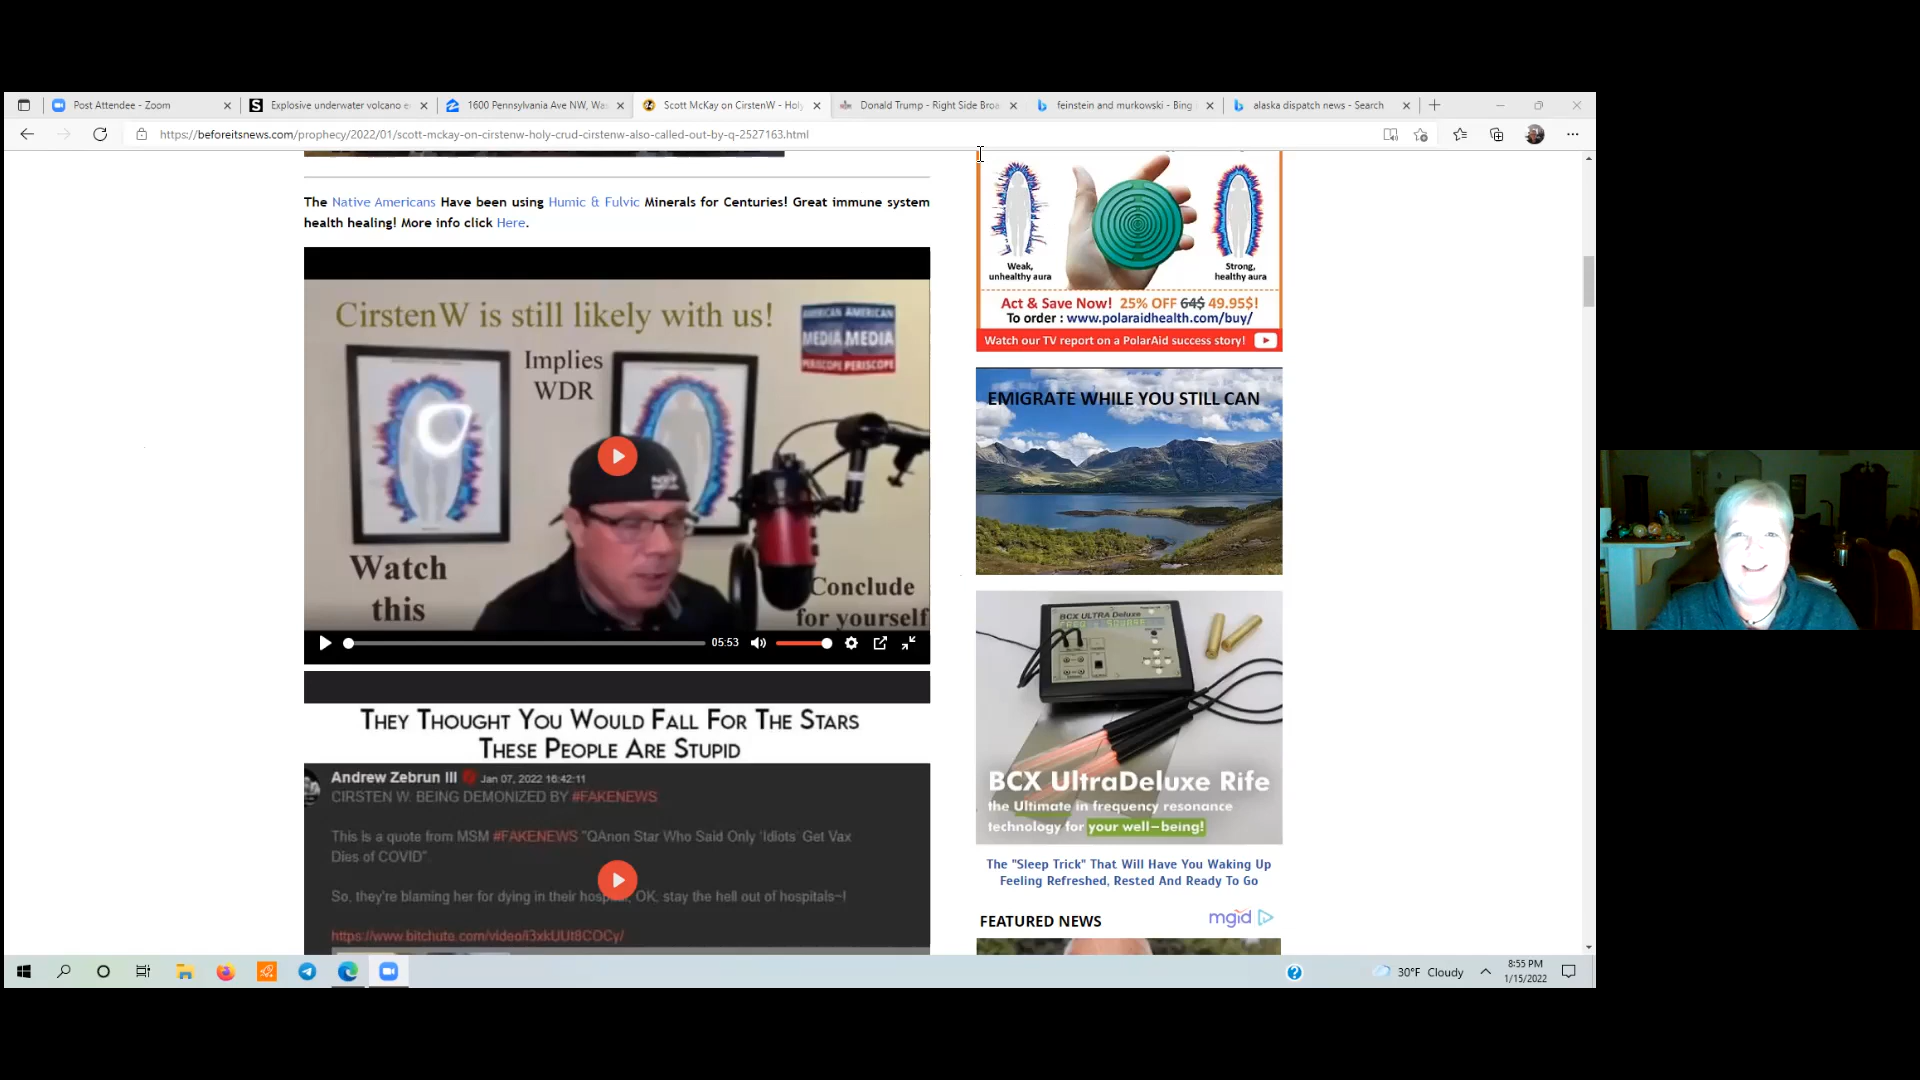 Post Attendee - Zoom
Explosive underwater volcano e
1600 Pennsylvania Ave NW, Wa
Scott McKay on CirstenW - Hol
Donald Trump - Right Side Broa
feinstein and murkowski - Bing
alaska dispatch news - Search
https://beforeitsnews.com/prophecy/2022/01/scott-mckay-on-cirstenw-holy-crud-cirstenw-also-called-out-by-q-2527163.html
The Native Americans Have been using Humic & Fulvic Minerals for Centuries! Great immune system
health healing! More info click Here.
CirstenW is still likely with us!
Implies
WDR
AMERICAN
MEDIA MEDIA
PERISCOPE PERISCOPE
Watch
this
Conclude
for yourself
05:53
THEY THOUGHT YOU WOULD FALL FOR THE STARS
THESE PEOPLE ARE STUPID
Andrew Zebrun III Jan 07, 2022 16:42:11
CIRSTEN W. BEING DEMONIZED BY #FAKENEWS
This is a quote from MSM #FAKENEWS "QAnon Star Who Said Only 'Idiots' Get Vax
Dies of COVID".
So, they're blaming her for dying in their OK, stay the hell out of hospitals~!
https://www.bitchute.com/video/i3xkUUt8COCy/
Weak,
unhealthy aura
Strong,
healthy aura
Act & Save Now! 25% OFF 64$ 49.95$!
To order : www.polaraidhealth.com/buy/
Watch our TV report on a PolarAid success story!
EMIGRATE WHILE YOU STILL CAN
BCX ULTRA Deluxe
BCX UltraDeluxe Rife
the Ultimate in frequency resonance
technology for your well-being!
The "Sleep Trick" That Will Have You Waking Up
Feeling Refreshed, Rested And Ready To Go
FEATURED NEWS
mgid
30°F Cloudy
8:55 PM
1/15/2022